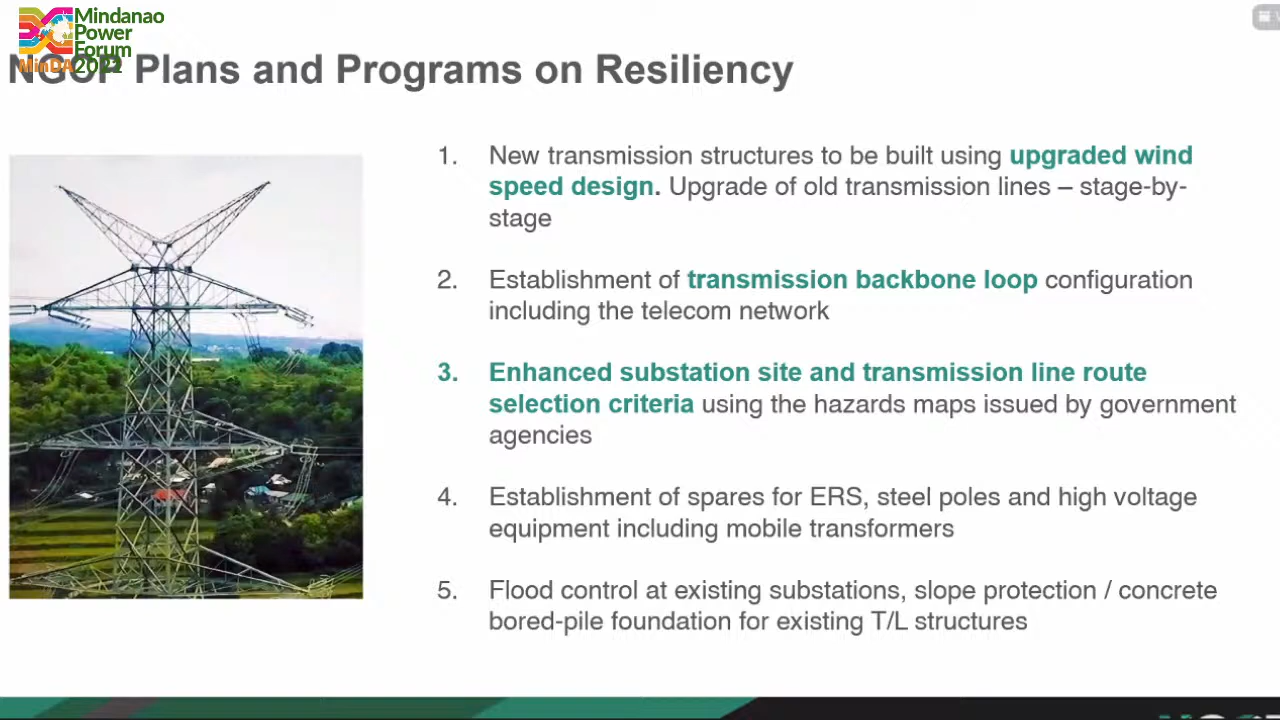 Mindanao
Power
Forum
MinDA2022
NGCP Plans and Programs on Resiliency
1. New transmission structures to be built using upgraded wind
speed design. Upgrade of old transmission lines – stage-by-
stage
2. Establishment of transmission backbone loop configuration
including the telecom network
3. Enhanced substation site and transmission line route
selection criteria using the hazards maps issued by government
agencies
4. Establishment of spares for ERS, steel poles and high voltage
equipment including mobile transformers
5. Flood control at existing substations, slope protection / concrete
bored-pile foundation for existing T/L structures